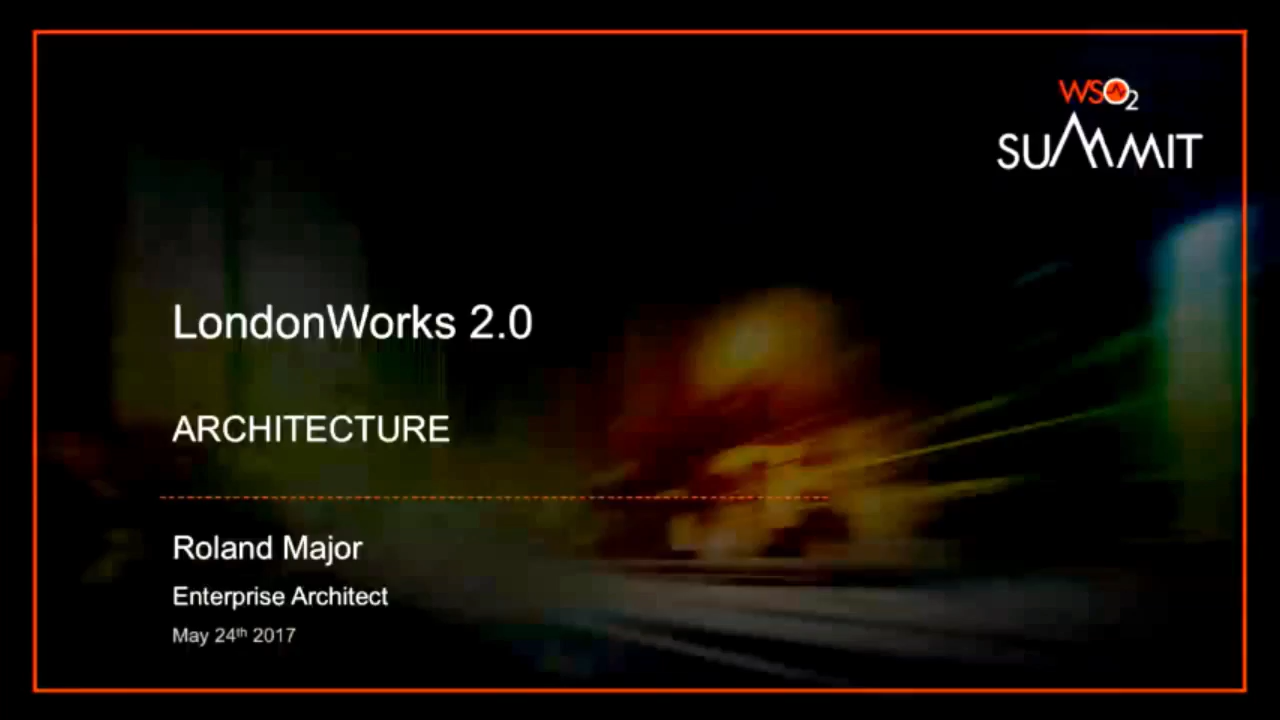 WSO2
SUMMIT
LondonWorks 2.0
ARCHITECTURE
Roland Major
Enterprise Architect
May 24th 2017